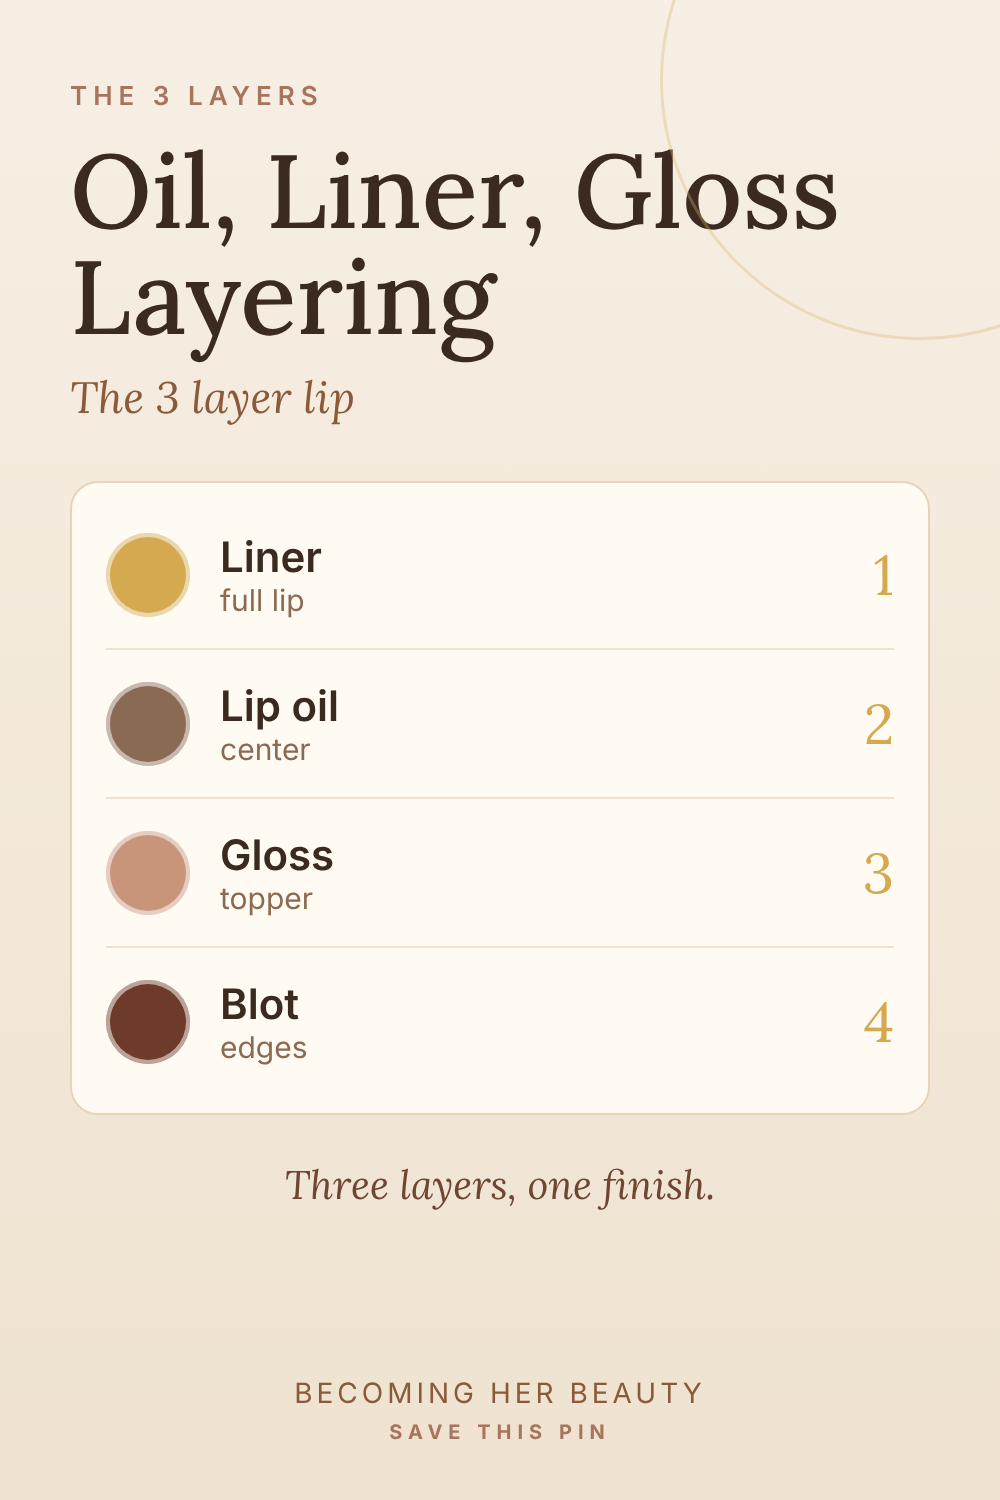 THE 3 LAYERS
Oil, Liner, Gloss
Layering
The 3 layer lip
Liner
full lip
1
Lip oil
center
2
Gloss
topper
3
Blot
edges
4
Three layers, one finish.
BECOMING HER BEAUTY
SAVE THIS PIN